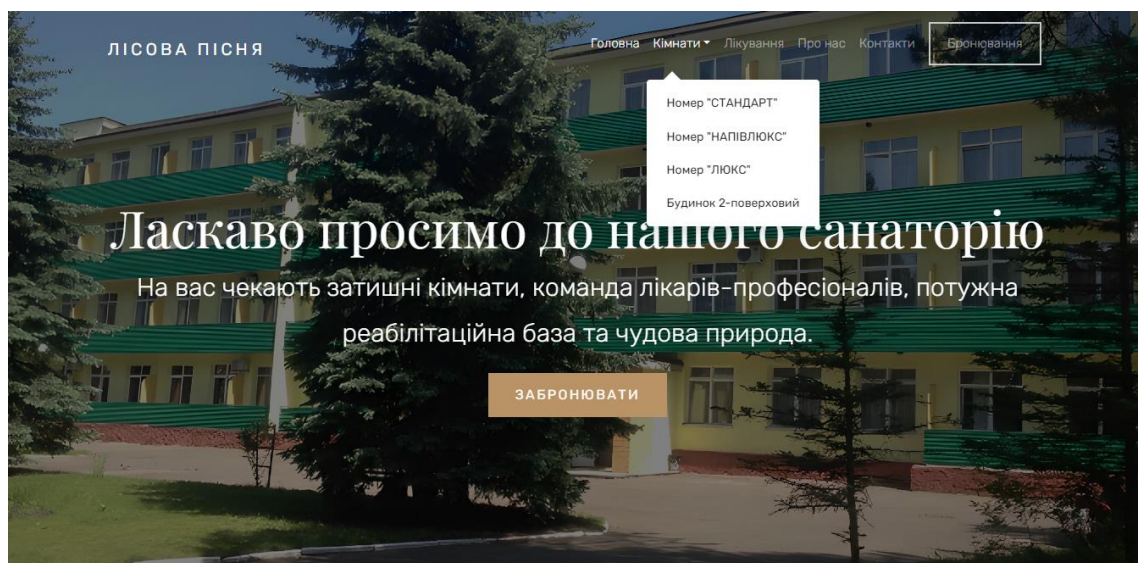 ЛІСОВА ПІСНЯ
Головна Кімнати Лікування Про нас Контакти Бронювання
Номер "СТАНДАРТ"
Номер "НАПІВЛЮКС"
Номер "ЛЮКС"
Будинок 2-поверховий
Ласкаво просимо до нашого санаторію
На вас чекають затишні кімнати, команда лікарів-професіоналів, потужна
реабілітаційна база та чудова природа.
ЗАБРОНЮВАТИ